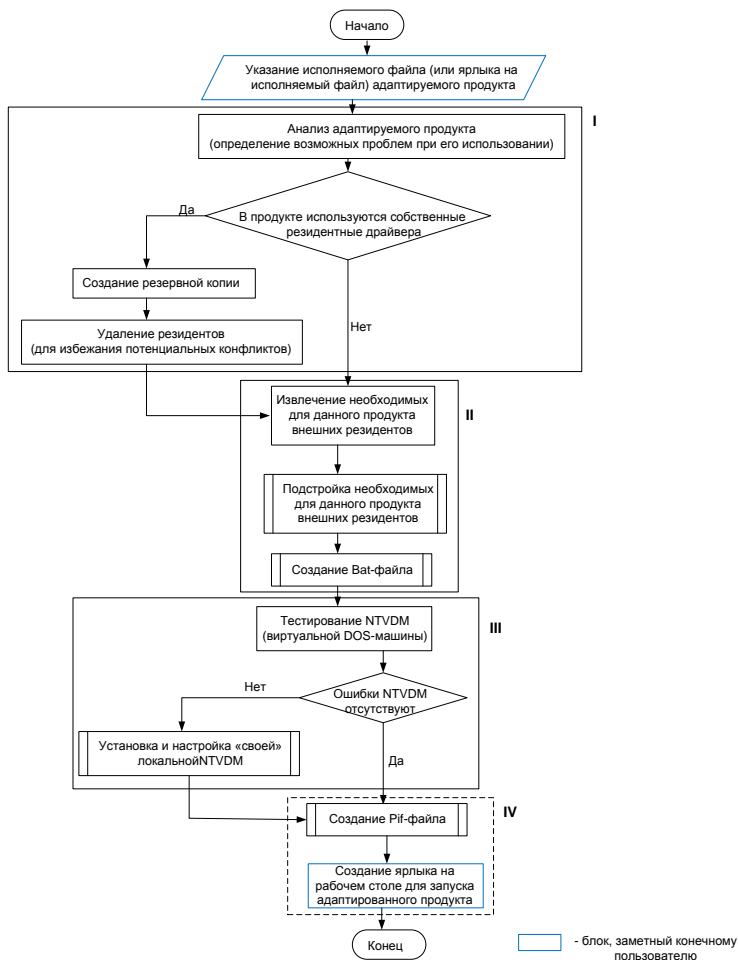 Начало
Указание исполняемого файла (или ярлыка на
исполняемый файл) адаптируемого продукта
I
Анализ адаптируемого продукта
(определение возможных проблем при его использовании)
Да
В продукте используются собственные
резидентные драйвера
Создание резервной копии
Удаление резидентов
(для избежания потенциальных конфликтов)
Нет
Извлечение необходимых
для данного продукта
внешних резидентов
II
Подстройка необходимых
для данного продукта
внешних резидентов
Создание Bat-файла
Тестирование NTVDM
(виртуальной DOS-машины)
III
Нет
Ошибки NTVDM
отсутствуют
Установка и настройка «своей»
локальнойNTVDM
Да
IV
Создание Pif-файла
Создание ярлыка на
рабочем столе для запуска
адаптированного продукта
Конец
- блок, заметный конечному
пользователю